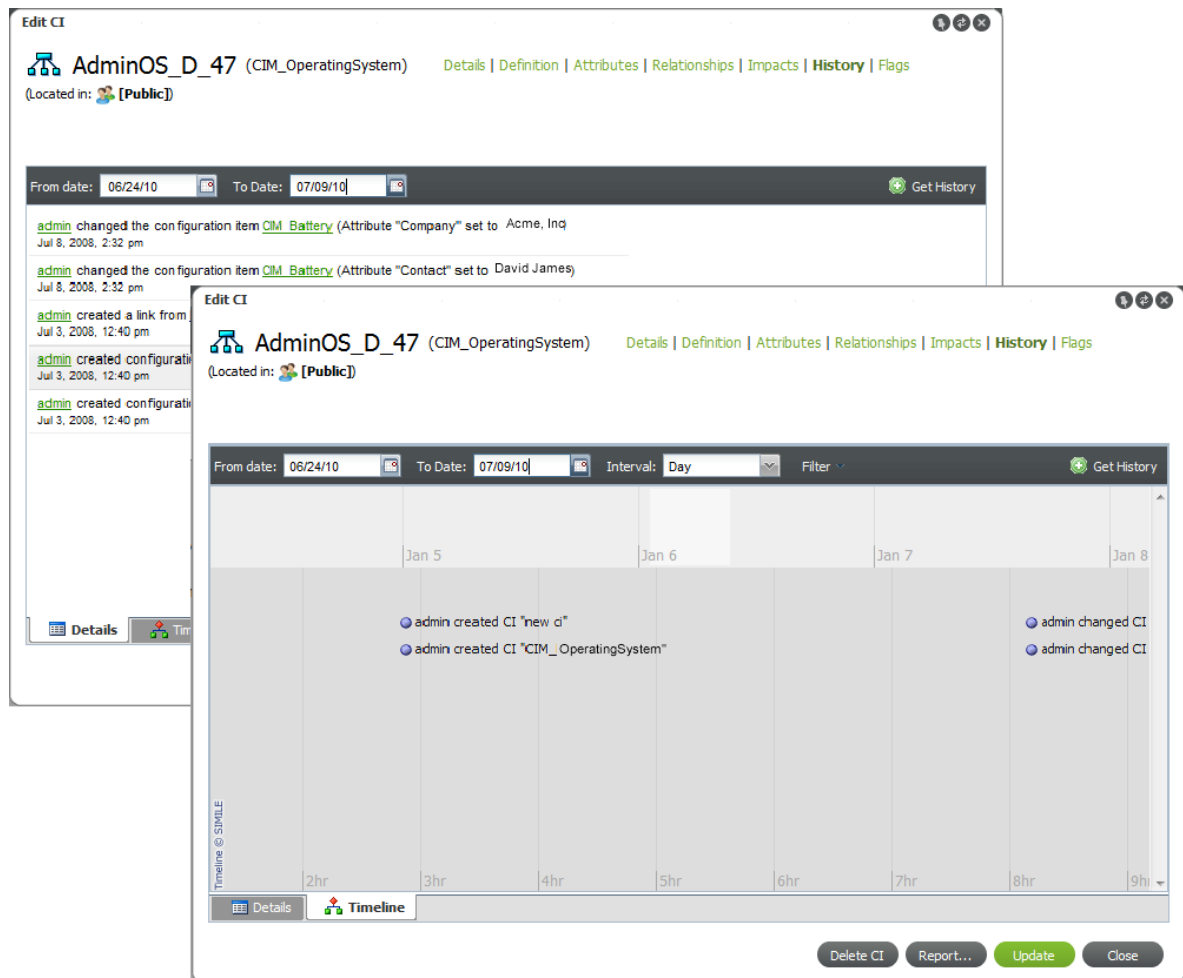 Edit CI
AdminOS_D_47 (CIM_OperatingSystem) Details | Definition | Attributes | Relationships | Impacts | History | Flags
(Located in: [Public])
From date: 06/24/10 To Date: 07/09/10 Get History
admin changed the configuration item CIM_Battery (Attribute "Company" set to Acme, Inc)
Jul 8, 2008, 2:32 pm
admin changed the configuration item CIM_Battery (Attribute "Contact" set to David James)
Jul 8, 2008, 2:32 pm
admin created a link from
Jul 3, 2008, 12:40 pm
admin created configurati
Jul 3, 2008, 12:40 pm
admin created configurati
Jul 3, 2008, 12:40 pm
Details Tim
Edit CI
AdminOS_D_47 (CIM_OperatingSystem) Details | Definition | Attributes | Relationships | Impacts | History | Flags
(Located in: [Public])
From date: 06/24/10 To Date: 07/09/10 Interval: Day Filter Get History
Jan 5 Jan 6 Jan 7 Jan 8
admin created CI "new ci" admin changed CI
admin created CI "CIM_OperatingSystem" admin changed CI
Timeline © SIMILE
2hr 3hr 4hr 5hr 6hr 7hr 8hr 9h
Details Timeline
Delete CI Report... Update Close